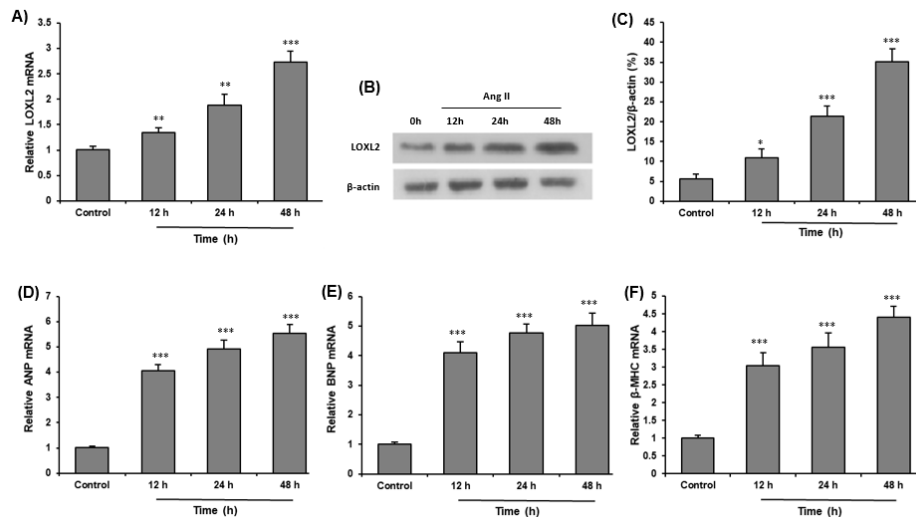 A)
Relative LOXL2 mRNA
3.5
3
2.5
2
1.5
1
0.5
0
**
**
***
Control
12 h
24 h
48 h
Time (h)
(B)
Ang II
0h
12h
24h
48h
LOXL2
β-actin
(C)
LOXL2/β-actin (%)
45
40
35
30
25
20
15
10
5
0
*
***
***
Control
12 h
24 h
48 h
Time (h)
(D)
Relative ANP mRNA
7
6
5
4
3
2
1
0
***
***
***
Control
12 h
24 h
48 h
Time (h)
(E)
Relative BNP mRNA
6
5
4
3
2
1
0
***
***
***
Control
12 h
24 h
48 h
Time (h)
(F)
Relative β-MHC mRNA
5
4.5
4
3.5
3
2.5
2
1.5
1
0.5
0
***
***
***
Control
12 h
24 h
48 h
Time (h)